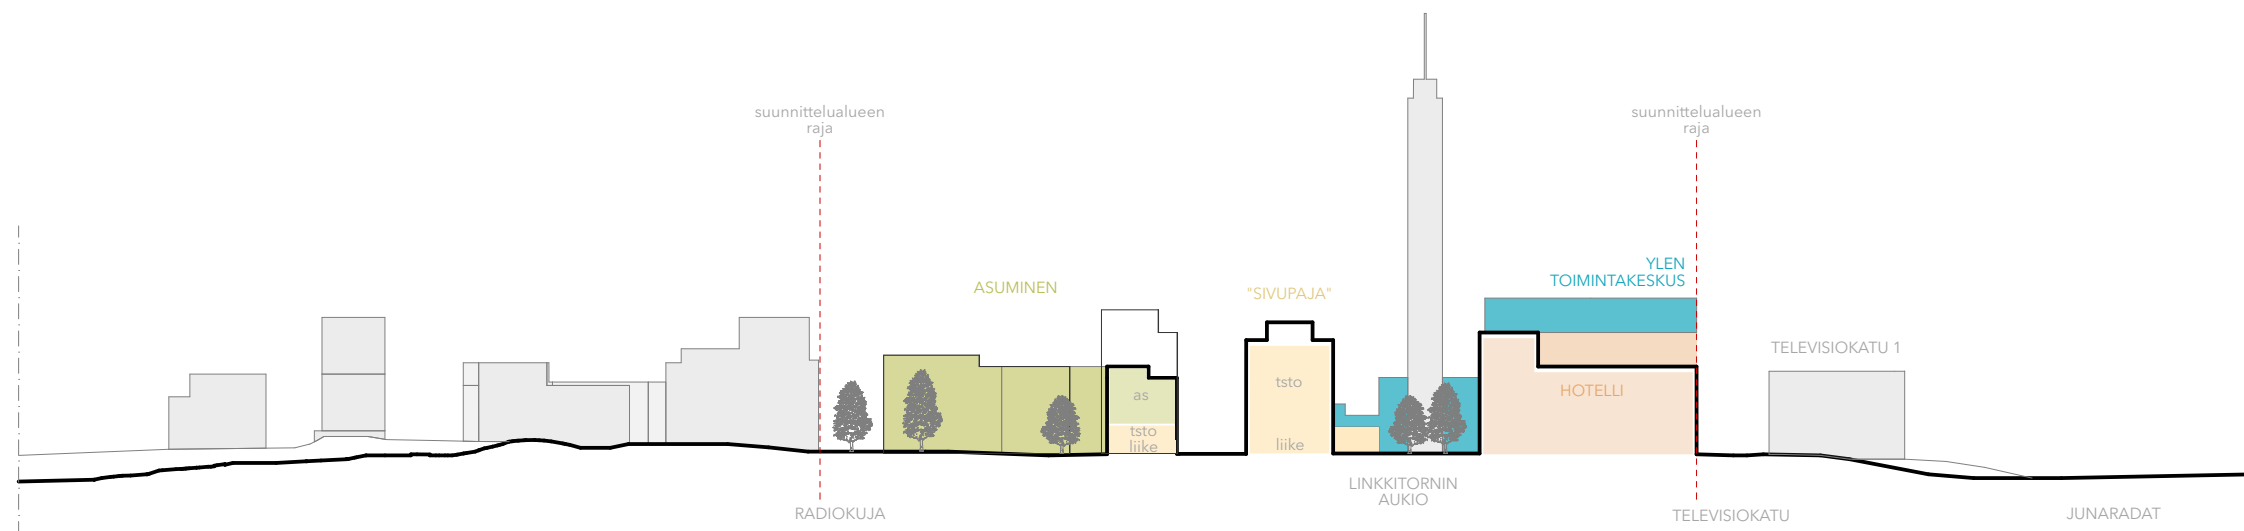 suunnittelualueen
raja
suunnittelualueen
raja
YLEN
TOIMINTAKESKUS
ASUMINEN
"SIVUPAJA"
TELEVISIOKATU 1
tsto
HOTELLI
as
tsto
liike
liike
LINKKITORNIN
AUKIO
RADIOKUJA
TELEVISIOKATU
JUNARADAT